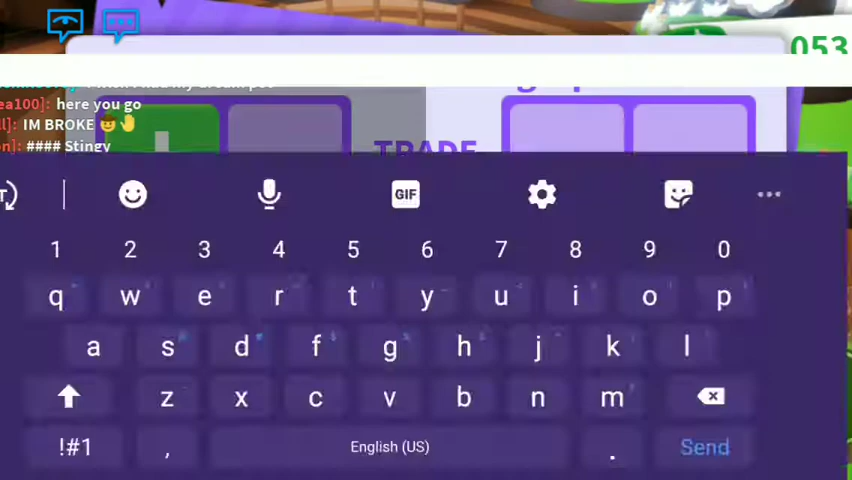 053
ea100]: here you go
l]: IM BROKE 🤠🤚
n]: #### Stingy
TRADE
GIF
1 2 3 4 5 6 7 8 9 0
q w e r t y u i o p
a s d f g h j k l
z x c v b n m
!#1 , English (US) . Send